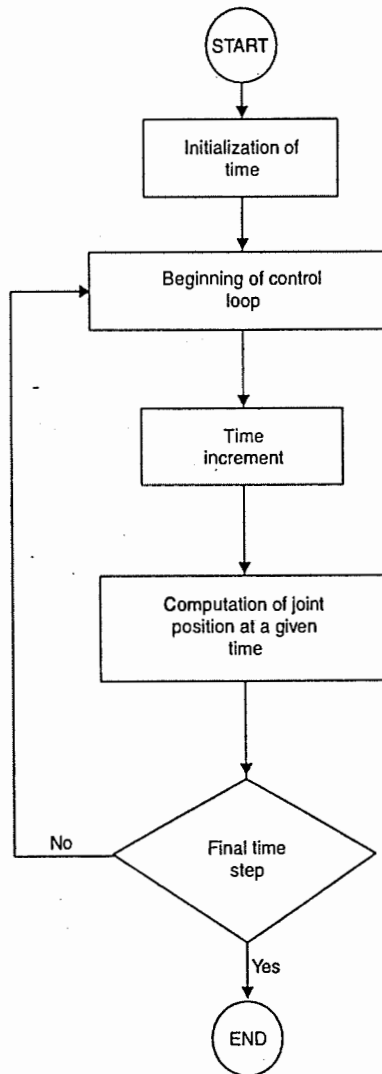 START
Initialization of
time
Beginning of control
loop
Time
increment
Computation of joint
position at a given
time
Final time
step
No
Yes
END